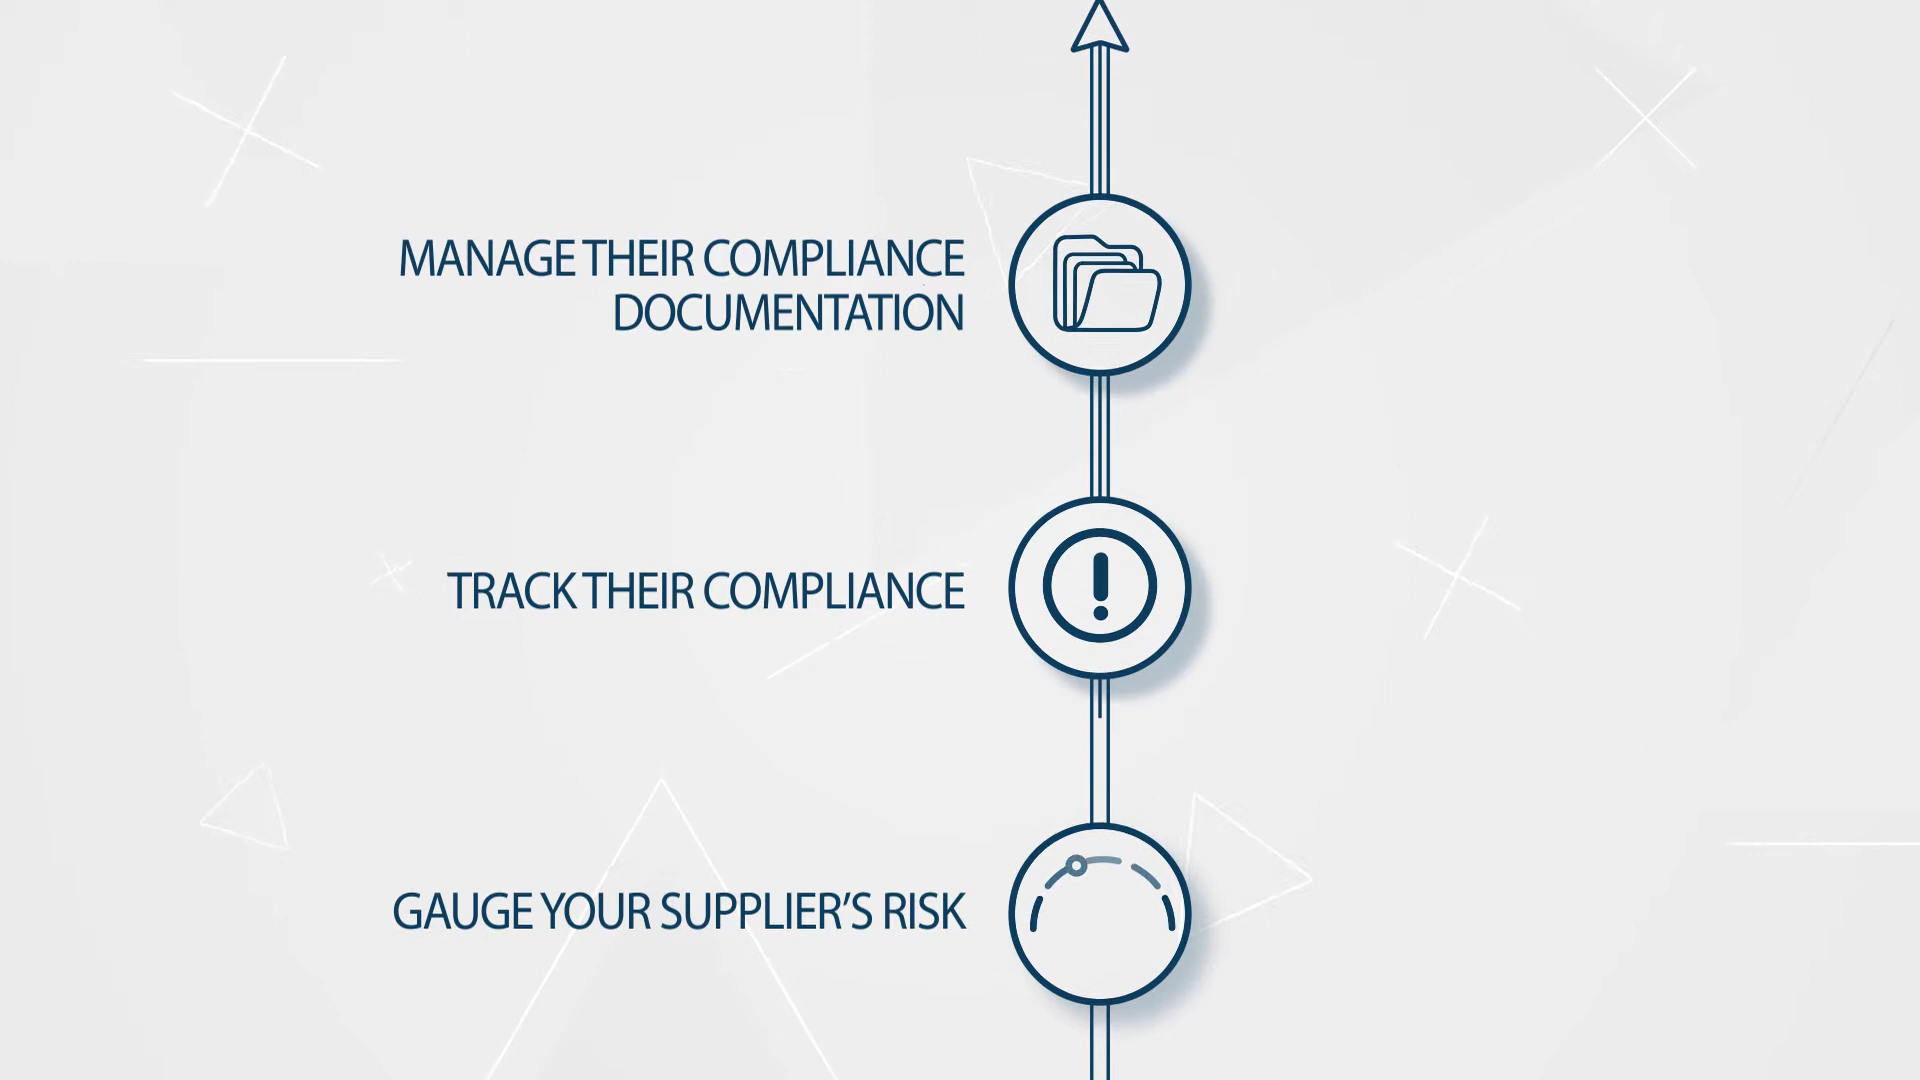 MANAGE THEIR COMPLIANCE
DOCUMENTATION
TRACK THEIR COMPLIANCE
GAUGE YOUR SUPPLIER’S RISK